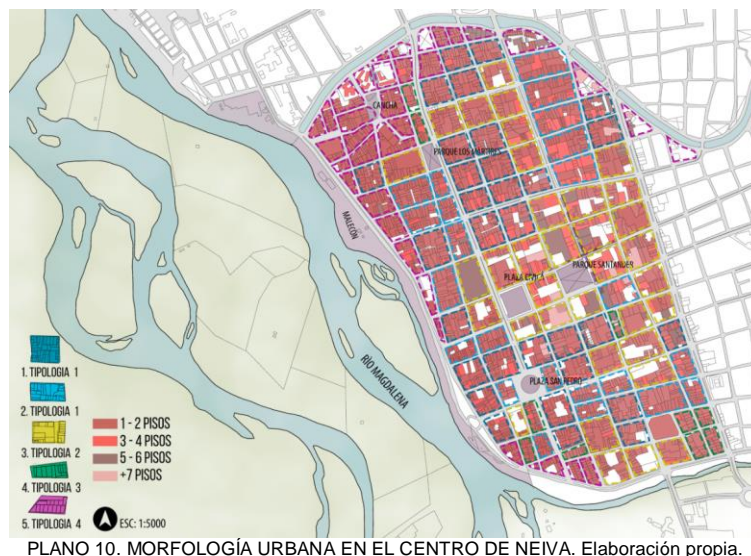 CANCHA
PARQUE LOS MARTIRES
MALECÓN
PLAZA CIVICA
PARQUE SANTANDER
RÍO MAGDALENA
PLAZA SAN PEDRO
1. TIPOLOGIA 1
2. TIPOLOGIA 1
3. TIPOLOGIA 2
4. TIPOLOGIA 3
5. TIPOLOGIA 4
1 - 2 PISOS
3 - 4 PISOS
5 - 6 PISOS
+7 PISOS
ESC: 1:5000
PLANO 10. MORFOLOGÍA URBANA EN EL CENTRO DE NEIVA. Elaboración propia.